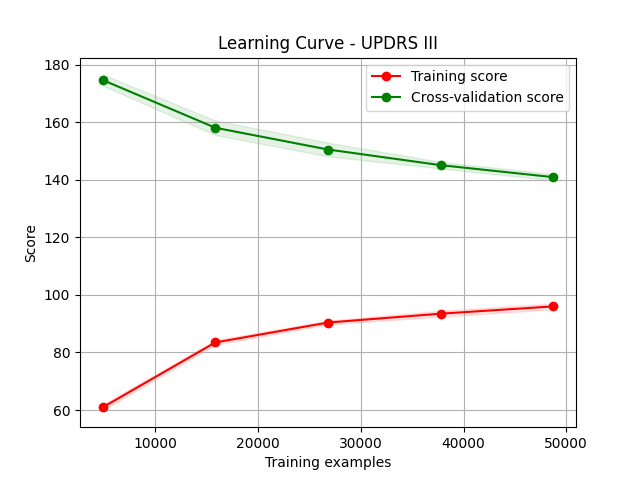 Learning Curve - UPDRS III
Training score
Cross-validation score
180
160
140
120
100
80
60
Score
10000 20000 30000 40000 50000
Training examples